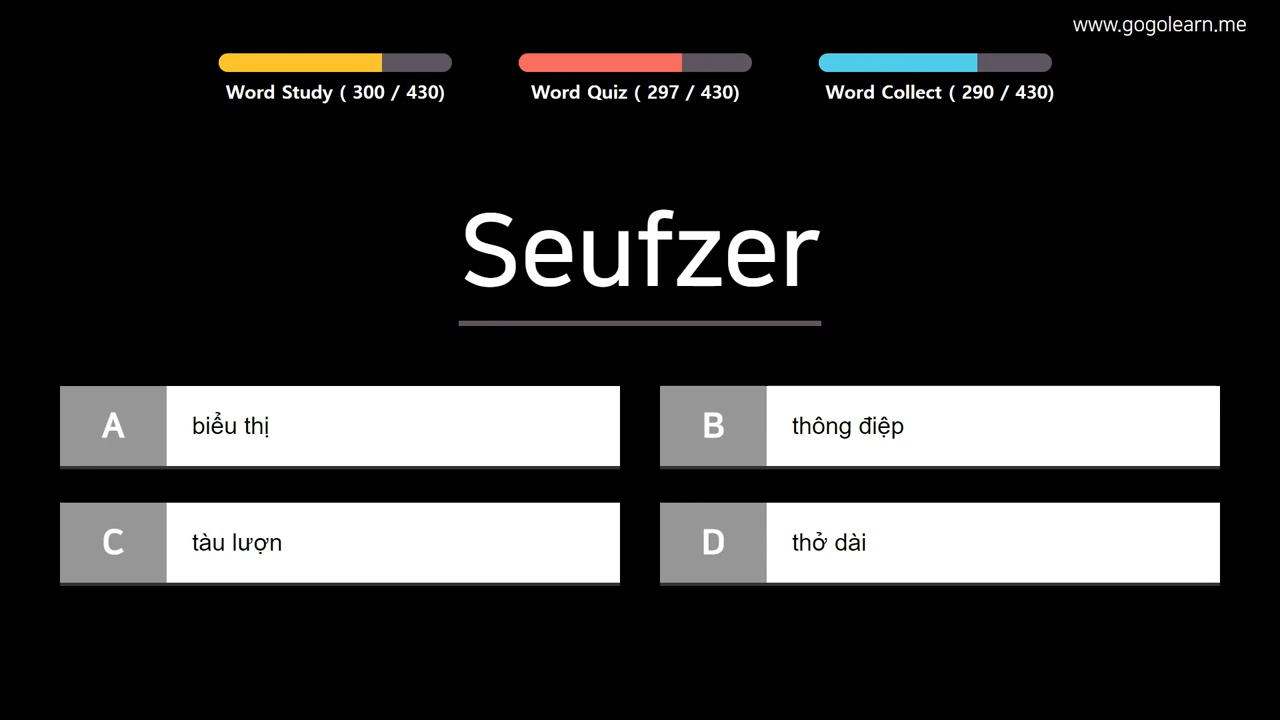 www.gogolearn.me
Word Study ( 300 / 430)
Word Quiz ( 297 / 430)
Word Collect ( 290 / 430)
Seufzer
A biểu thị
B thông điệp
C tàu lượn
D thở dài